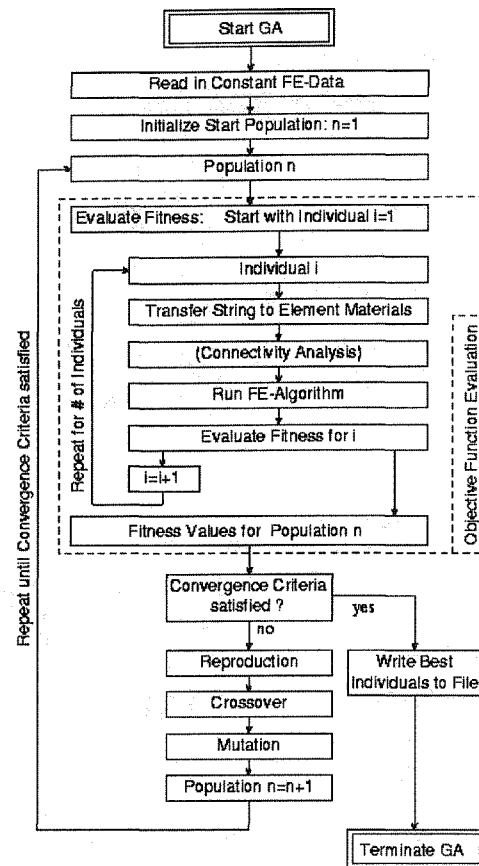 Start GA
Read in Constant FE-Data
Initialize Start Population: n=1
Population n
Evaluate Fitness: Start with Individual i=1
Individual i
Transfer String to Element Materials
(Connectivity Analysis)
Run FE-Algorithm
Evaluate Fitness for i
i=i+1
Fitness Values for Population n
Repeat for # of Individuals
Objective Function Evaluation
Repeat until Convergence Criteria satisfied
Convergence Criteria
satisfied ?
yes
no
Reproduction
Crossover
Mutation
Population n=n+1
Write Best
Individuals to File
Terminate GA